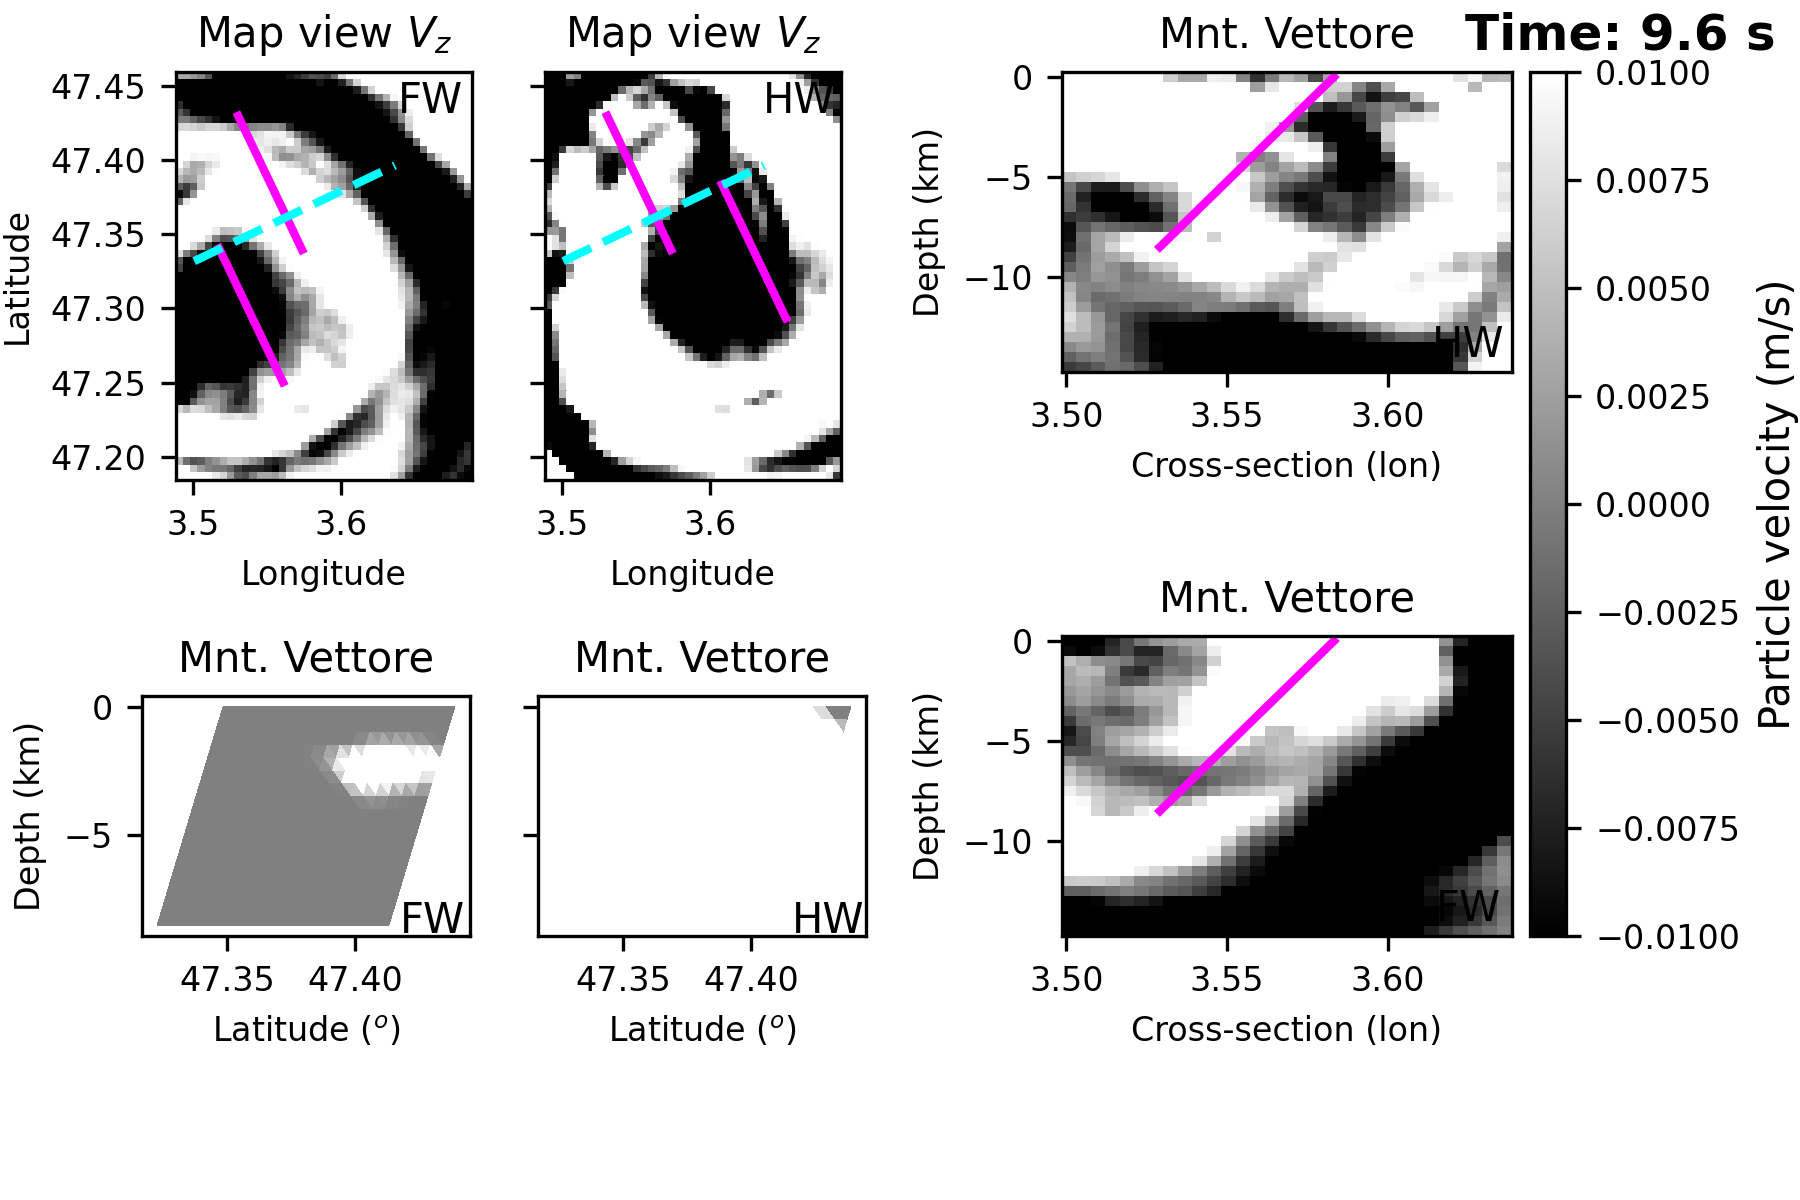 Map view Vz
Map view Vz
Mnt. Vettore
Time: 9.6 s
FW
HW
47.45
47.40
47.35
47.30
47.25
47.20
Latitude
3.5
3.6
Longitude
3.5
3.6
Longitude
0
−5
−10
Depth (km)
HW
3.50
3.55
3.60
Cross-section (lon)
0.0100
0.0075
0.0050
0.0025
0.0000
−0.0025
−0.0050
−0.0075
−0.0100
Particle velocity (m/s)
Mnt. Vettore
Mnt. Vettore
Mnt. Vettore
0
−5
Depth (km)
FW
47.35
47.40
Latitude (o)
HW
47.35
47.40
Latitude (o)
0
−5
−10
Depth (km)
FW
3.50
3.55
3.60
Cross-section (lon)